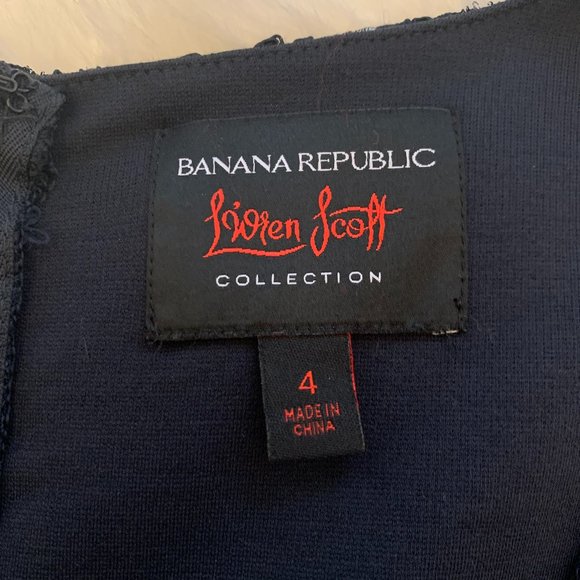 BANANA REPUBLIC
L'Wren Scott
COLLECTION
4
MADE IN
CHINA